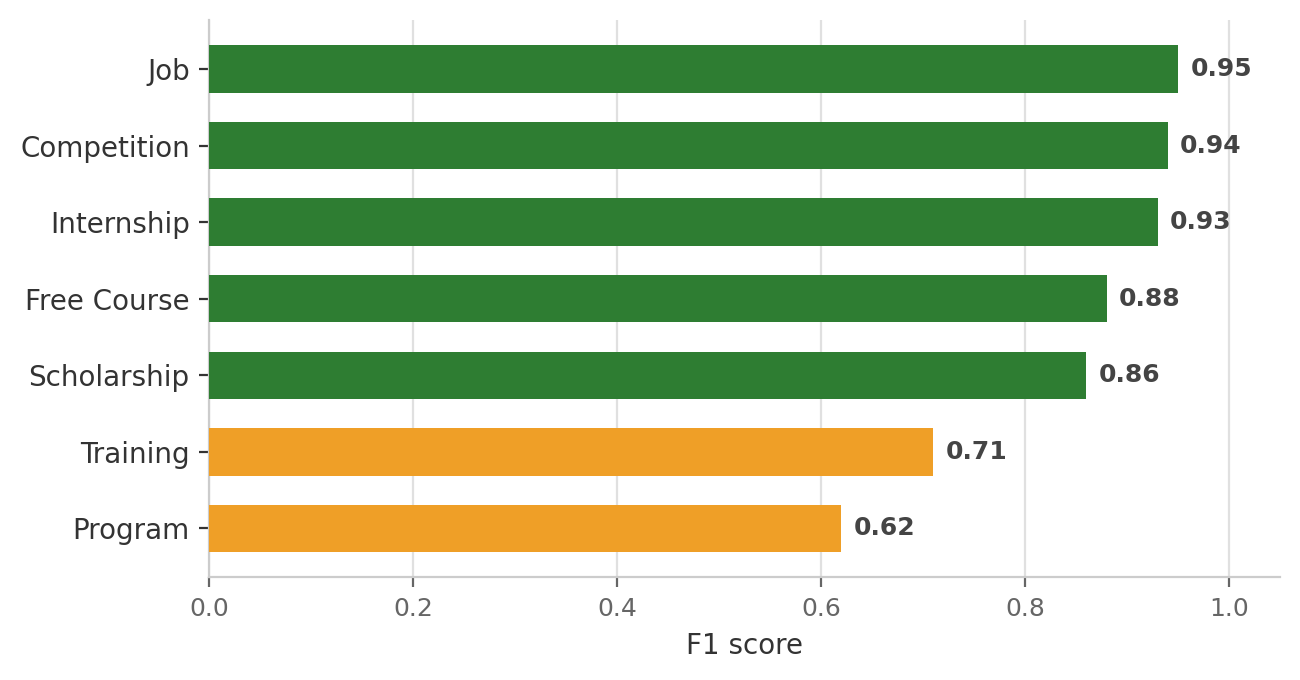 Job 0.95
Competition 0.94
Internship 0.93
Free Course 0.88
Scholarship 0.86
Training 0.71
Program 0.62
0.0 0.2 0.4 0.6 0.8 1.0
F1 score